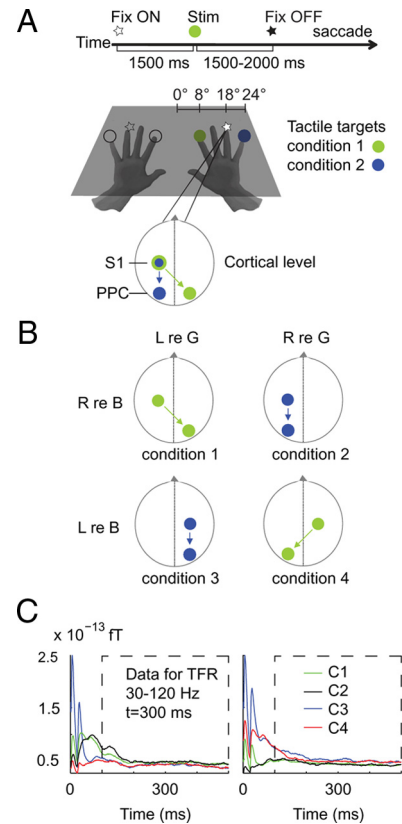 A
Fix ON
Stim
Fix OFF
Time
saccade
1500 ms
1500-2000 ms
0° 8° 18° 24°
Tactile targets
condition 1
condition 2
S1
Cortical level
PPC
B
L re G
R re G
R re B
condition 1
condition 2
L re B
condition 3
condition 4
C
x 10⁻¹³ fT
2.5
0.5
Data for TFR
30-120 Hz
t=300 ms
C1
C2
C3
C4
0
300
0
300
Time (ms)
Time (ms)